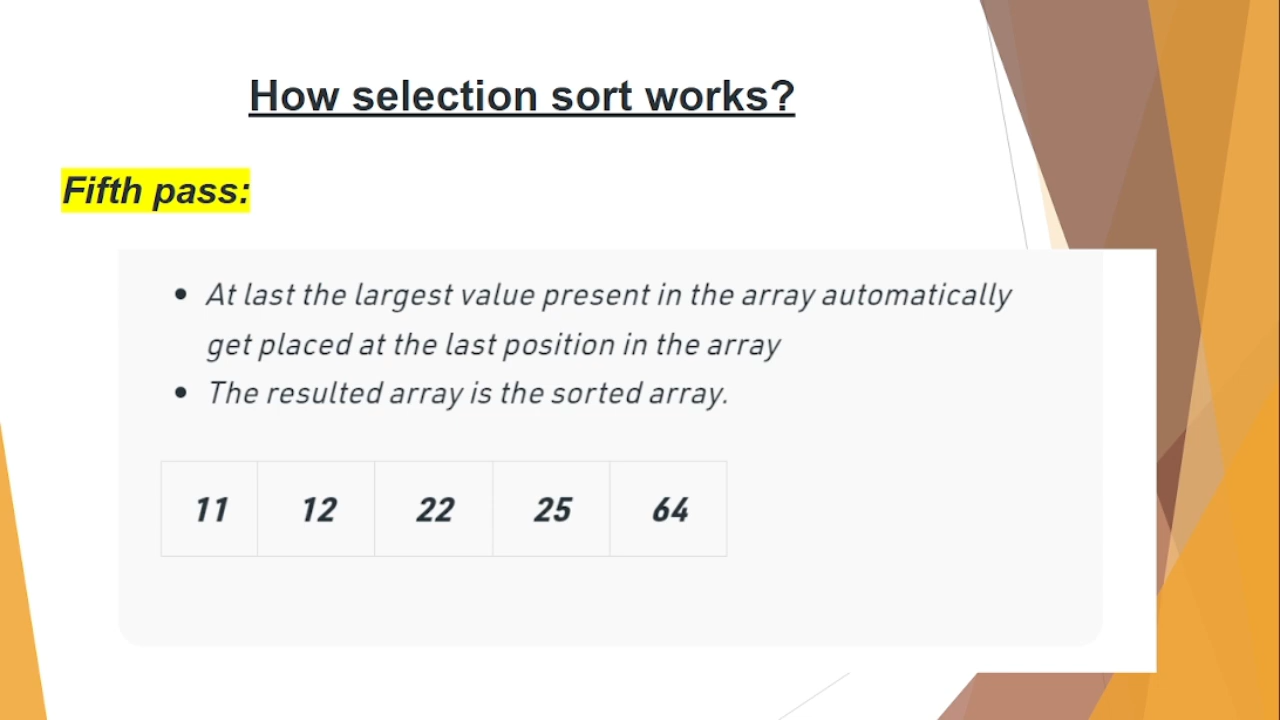 How selection sort works?
Fifth pass:
• At last the largest value present in the array automatically
get placed at the last position in the array
• The resulted array is the sorted array.
11 12 22 25 64